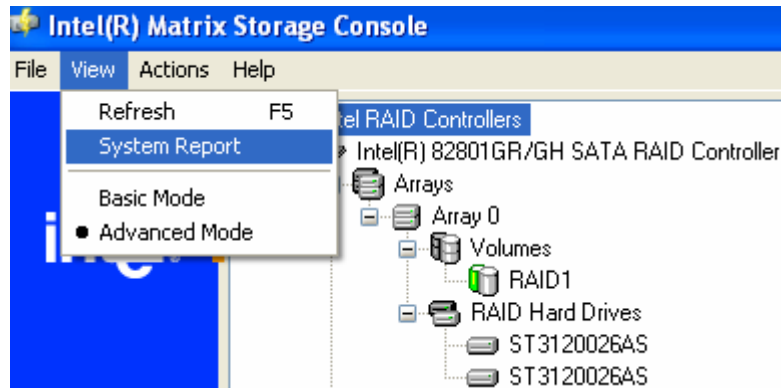 Intel(R) Matrix Storage Console
File View Actions Help
Refresh F5
System Report
Basic Mode
Advanced Mode
tel RAID Controllers
Intel(R) 82801GR/GH SATA RAID Controller
Arrays
Array 0
Volumes
RAID1
RAID Hard Drives
ST3120026AS
ST3120026AS